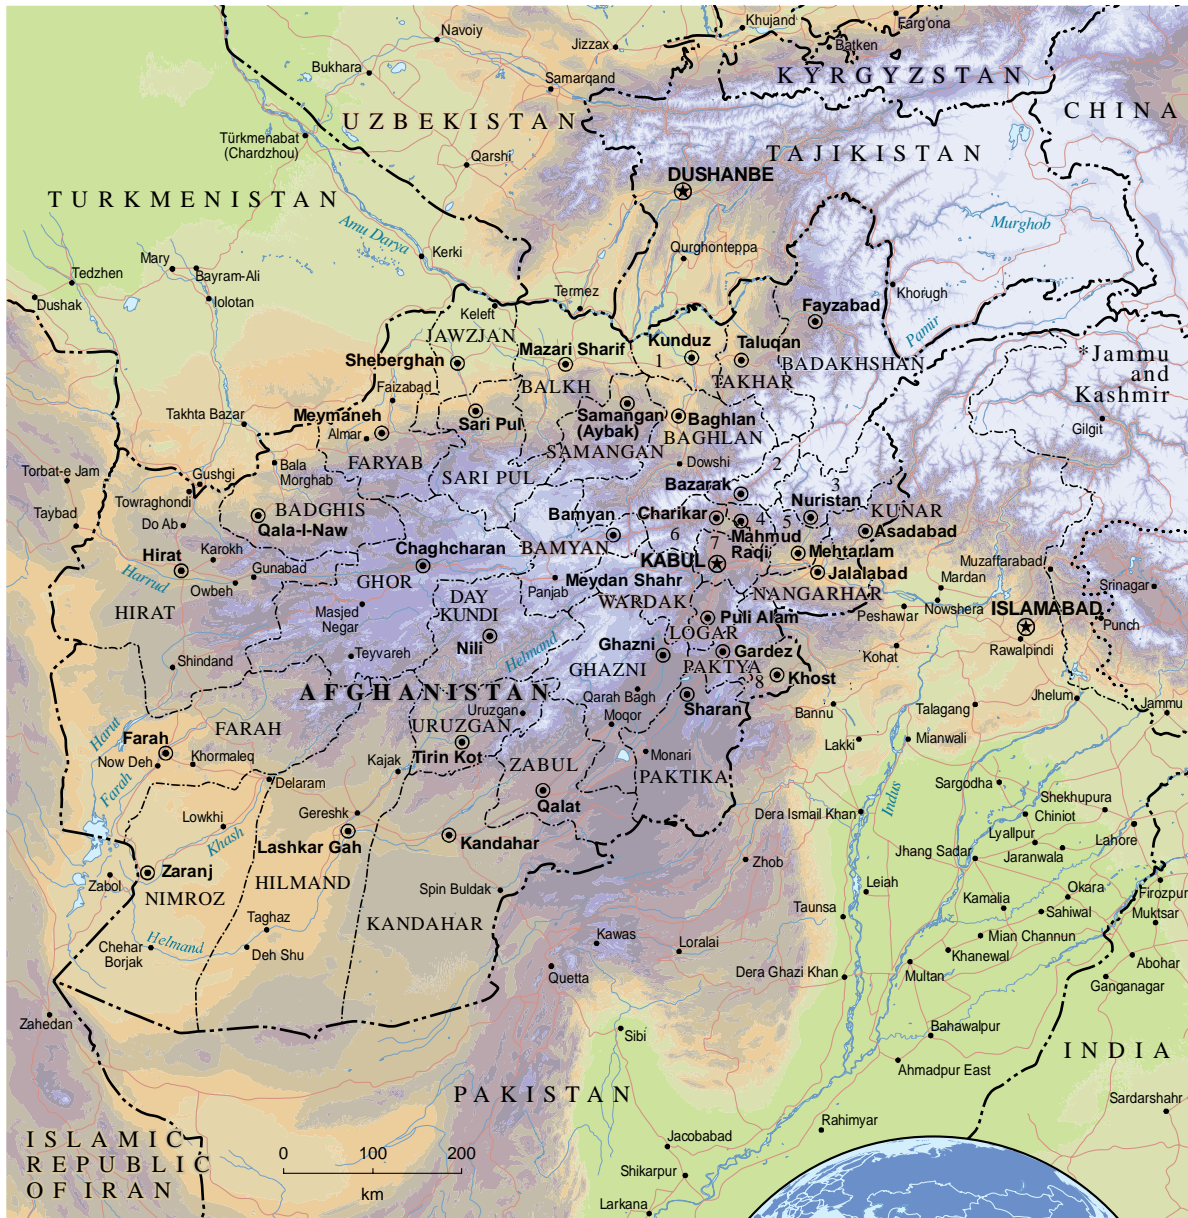 Khujand
Farg'ona
Navoiy
Jizzax
Batken
Bukhara
KYRGYZSTAN
Samarqand
CHINA
UZBEKISTAN
Türkmenabat
(Chardzhou)
Qarshi
TAJIKISTAN
DUSHANBE
TURKMENISTAN
Amu Darya
Murghob
Qurghonteppa
Kerki
Mary
Bayram-Ali
Tedzhen
Iolotan
Dushak
Termez
Khorugh
Keleft
Fayzabad
Pamir
JAWZJAN
Mazari Sharif
Kunduz
Taluqan
Sheberghan
1
BADAKHSHAN
*Jammu
and
Kashmir
BALKH
TAKHAR
Faizabad
Takhta Bazar
Meymaneh
Sari Pul
Samangan
(Aybak)
Baghlan
Gilgit
Almar
BAGHLAN
SAMANGAN
Torbat-e Jam
Gushgi
Bala
Morghab
FARYAB
SARI PUL
Dowshi
2
3
Bazarak
Towraghondi
Taybad
Do Ab
BADGHIS
Qala-I-Naw
Nuristan
KUNAR
Bamyan
Charikar
4
5
Asadabad
6
Mahmud
Raqi
Hirat
Karokh
Chaghcharan
BAMYAN
7
KABUL
Mehtarlam
Harrud
Gunabad
GHOR
Meydan Shahr
Jalalabad
Muzaffarabad
Owbeh
Panjab
Mardan
Srinagar
HIRAT
Masjed
Negar
DAY
KUNDI
WARDAK
NANGARHAR
Nowshera
Peshawar
ISLAMABAD
Punch
Puli Alam
LOGAR
Rawalpindi
Nili
Helmand
Ghazni
Gardez
Kohat
Shindand
Teyvareh
GHAZNI
PAKTYA
8
Khost
AFGHANISTAN
Qarah Bagh
Sharan
Jhelum
Uruzgan
Moqor
Bannu
Talagang
Jammu
Harut
FARAH
URUZGAN
Farah
Tirin Kot
Lakki
Mianwali
Now Deh
Khormaleq
Kajak
ZABUL
Monari
PAKTIKA
Farah
Delaram
Sargodha
Indus
Qalat
Shekhupura
Gereshk
Dera Ismail Khan
Chiniot
Lowkhi
Khash
Lashkar Gah
Kandahar
Lyallpur
Lahore
Jhang Sadar
Jaranwala
Zhob
Zaranj
Zabol
HILMAND
Spin Buldak
Leiah
Okara
Firozpur
NIMROZ
Kamalia
Taghaz
KANDAHAR
Taunsa
Sahiwal
Muktsar
Chehar
Borjak
Helmand
Deh Shu
Kawas
Loralai
Mian Channun
Khanewal
Abohar
Quetta
Dera Ghazi Khan
Multan
Ganganagar
Zahedan
Sibi
Bahawalpur
INDIA
Ahmadpur East
PAKISTAN
Sardarshahr
Rahimyar
ISLAMIC
REPUBLIC
OF IRAN
Jacobabad
0 100 200
km
Shikarpur
Larkana